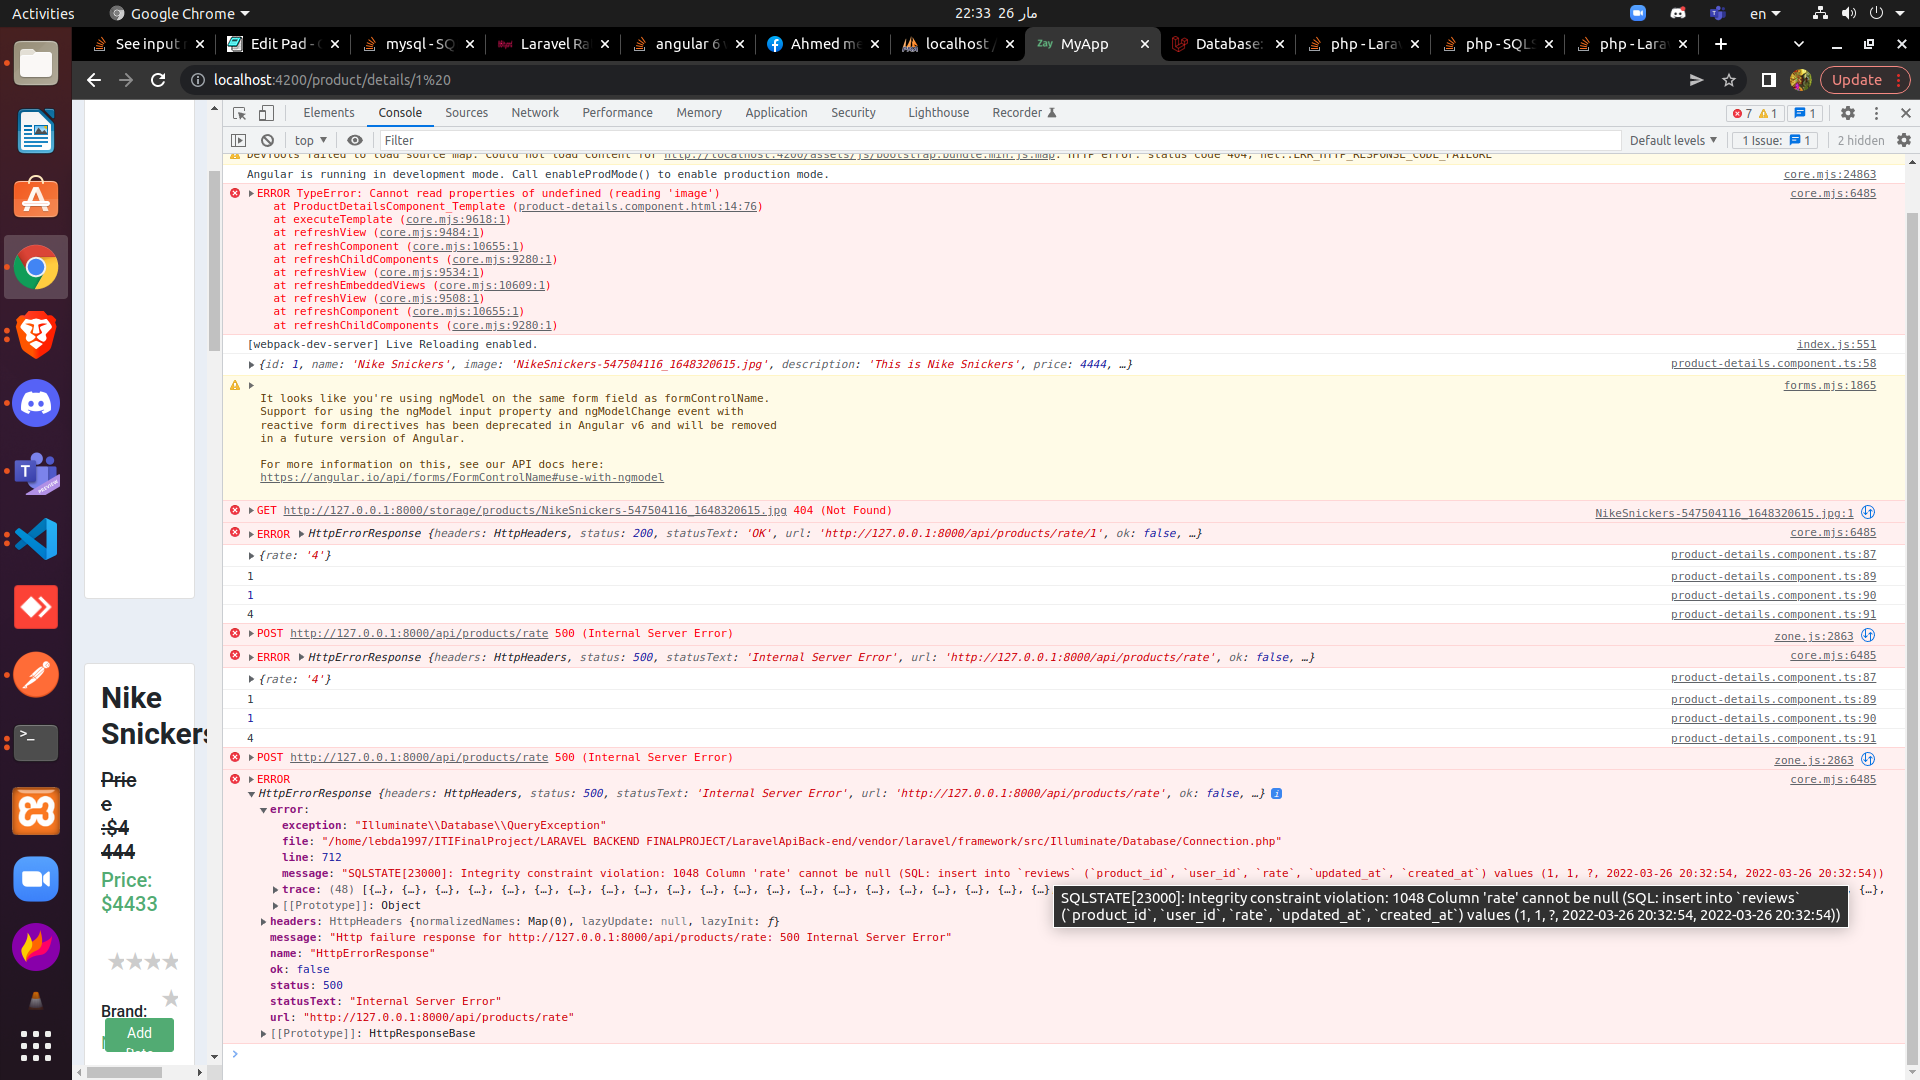 Activities
Google Chrome
22:33 26 مار
en
See input
Edit Pad -
mysql - SQ
Laravel Ra
angular 6
Ahmed me
localhost /
Zay MyApp
Database:
php - Lara
php - SQLS
php - Lara
localhost:4200/product/details/1%20
Update
Elements Console Sources Network Performance Memory Application Security Lighthouse Recorder
7 1 1
top
Filter
Default levels
1 Issue: 1
2 hidden
DevTools failed to load source map: Could not load content for http://localhost:4200/assets/js/bootstrap.bundle.min.js.map: HTTP error: status code 404, net::ERR_HTTP_RESPONSE_CODE_FAILURE
Angular is running in development mode. Call enableProdMode() to enable production mode. core.mjs:24863
ERROR TypeError: Cannot read properties of undefined (reading 'image') core.mjs:6485
at ProductDetailsComponent_Template (product-details.component.html:14:76)
at executeTemplate (core.mjs:9618:1)
at refreshView (core.mjs:9484:1)
at refreshComponent (core.mjs:10655:1)
at refreshChildComponents (core.mjs:9280:1)
at refreshView (core.mjs:9534:1)
at refreshEmbeddedViews (core.mjs:10609:1)
at refreshView (core.mjs:9508:1)
at refreshComponent (core.mjs:10655:1)
at refreshChildComponents (core.mjs:9280:1)
[webpack-dev-server] Live Reloading enabled. index.js:551
{id: 1, name: 'Nike Snickers', image: 'NikeSnickers-547504116_1648320615.jpg', description: 'This is Nike Snickers', price: 4444, …} product-details.component.ts:58
forms.mjs:1865
It looks like you're using ngModel on the same form field as formControlName.
Support for using the ngModel input property and ngModelChange event with
reactive form directives has been deprecated in Angular v6 and will be removed
in a future version of Angular.
For more information on this, see our API docs here:
https://angular.io/api/forms/FormControlName#use-with-ngmodel
GET http://127.0.0.1:8000/storage/products/NikeSnickers-547504116_1648320615.jpg 404 (Not Found) NikeSnickers-547504116_1648320615.jpg:1
ERROR HttpErrorResponse {headers: HttpHeaders, status: 200, statusText: 'OK', url: 'http://127.0.0.1:8000/api/products/rate/1', ok: false, …} core.mjs:6485
{rate: '4'} product-details.component.ts:87
1 product-details.component.ts:89
1 product-details.component.ts:90
4 product-details.component.ts:91
POST http://127.0.0.1:8000/api/products/rate 500 (Internal Server Error) zone.js:2863
ERROR HttpErrorResponse {headers: HttpHeaders, status: 500, statusText: 'Internal Server Error', url: 'http://127.0.0.1:8000/api/products/rate', ok: false, …} core.mjs:6485
{rate: '4'} product-details.component.ts:87
1 product-details.component.ts:89
1 product-details.component.ts:90
4 product-details.component.ts:91
POST http://127.0.0.1:8000/api/products/rate 500 (Internal Server Error) zone.js:2863
ERROR core.mjs:6485
HttpErrorResponse {headers: HttpHeaders, status: 500, statusText: 'Internal Server Error', url: 'http://127.0.0.1:8000/api/products/rate', ok: false, …} i
error:
exception: "Illuminate\\Database\\QueryException"
file: "/home/lebda1997/ITIFinalProject/LARAVEL BACKEND FINALPROJECT/LaravelApiBack-end/vendor/laravel/framework/src/Illuminate/Database/Connection.php"
line: 712
message: "SQLSTATE[23000]: Integrity constraint violation: 1048 Column 'rate' cannot be null (SQL: insert into `reviews` (`product_id`, `user_id`, `rate`, `updated_at`, `created_at`) values (1, 1, ?, 2022-03-26 20:32:54, 2022-03-26 20:32:54))
trace: (48) [{…}, {…}, {…}, {…}, {…}, {…}, {…}, {…}, {…}, {…}, {…}, {…}, {…}, {…}, {…}, {…}, {…}, {…}, {…}, {…}, {…}, {…}, {…}, {…}, {…}, {…}, {…}, {…}, {…}, {…}, {…}, {…}, {…}, {…}, {…}, {…},
[[Prototype]]: Object
headers: HttpHeaders {normalizedNames: Map(0), lazyUpdate: null, lazyInit: ƒ}
message: "Http failure response for http://127.0.0.1:8000/api/products/rate: 500 Internal Server Error"
name: "HttpErrorResponse"
ok: false
status: 500
statusText: "Internal Server Error"
url: "http://127.0.0.1:8000/api/products/rate"
[[Prototype]]: HttpResponseBase
SQLSTATE[23000]: Integrity constraint violation: 1048 Column 'rate' cannot be null (SQL: insert into `reviews`
(`product_id`, `user_id`, `rate`, `updated_at`, `created_at`) values (1, 1, ?, 2022-03-26 20:32:54, 2022-03-26 20:32:54))
Nike
Snickers
Pric
e
:$4
444
Price:
$4433
Brand:
Add